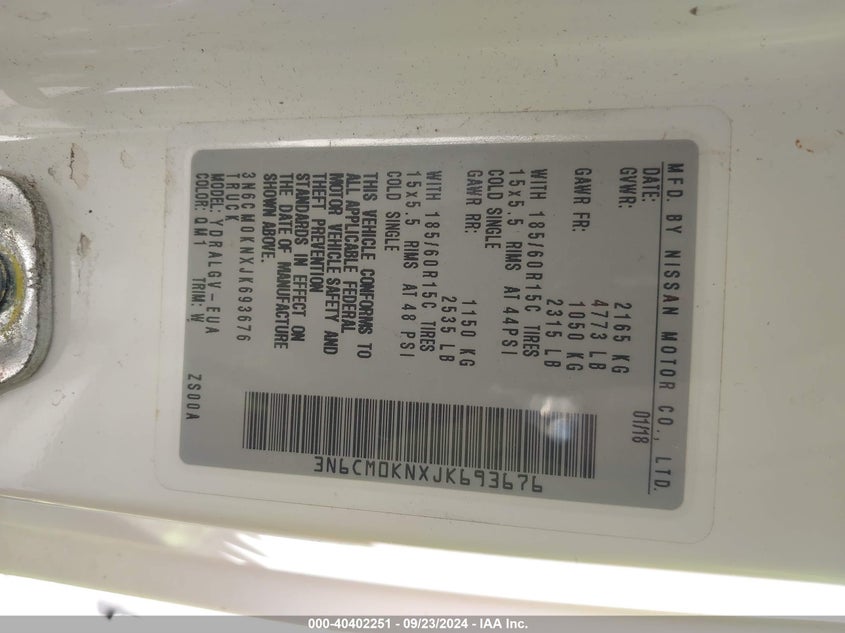 MFD. BY NISSAN MOTOR CO., LTD.
DATE: 01/18
GVWR: 2165 KG
4773 LB
GAWR FR: 1050 KG
2315 LB
WITH 185/60R15C TIRES
15x5.5 RIMS AT 44PSI
COLD SINGLE
GAWR RR: 1150 KG
2535 LB
WITH 185/60R15C TIRES
15x5.5 RIMS AT 48 PSI
COLD SINGLE
THIS VEHICLE CONFORMS TO
ALL APPLICABLE FEDERAL
MOTOR VEHICLE SAFETY AND
THEFT PREVENTION
STANDARDS IN EFFECT ON
THE DATE OF MANUFACTURE
SHOWN ABOVE.
3N6CM0KNXJK693676
TRUCK
MODEL: YDRALGV-EUA
COLOR: QM1 TRIM: W ZS00A
3N6CM0KNXJK693676
000-40402251 - 09/23/2024 - IAA Inc.